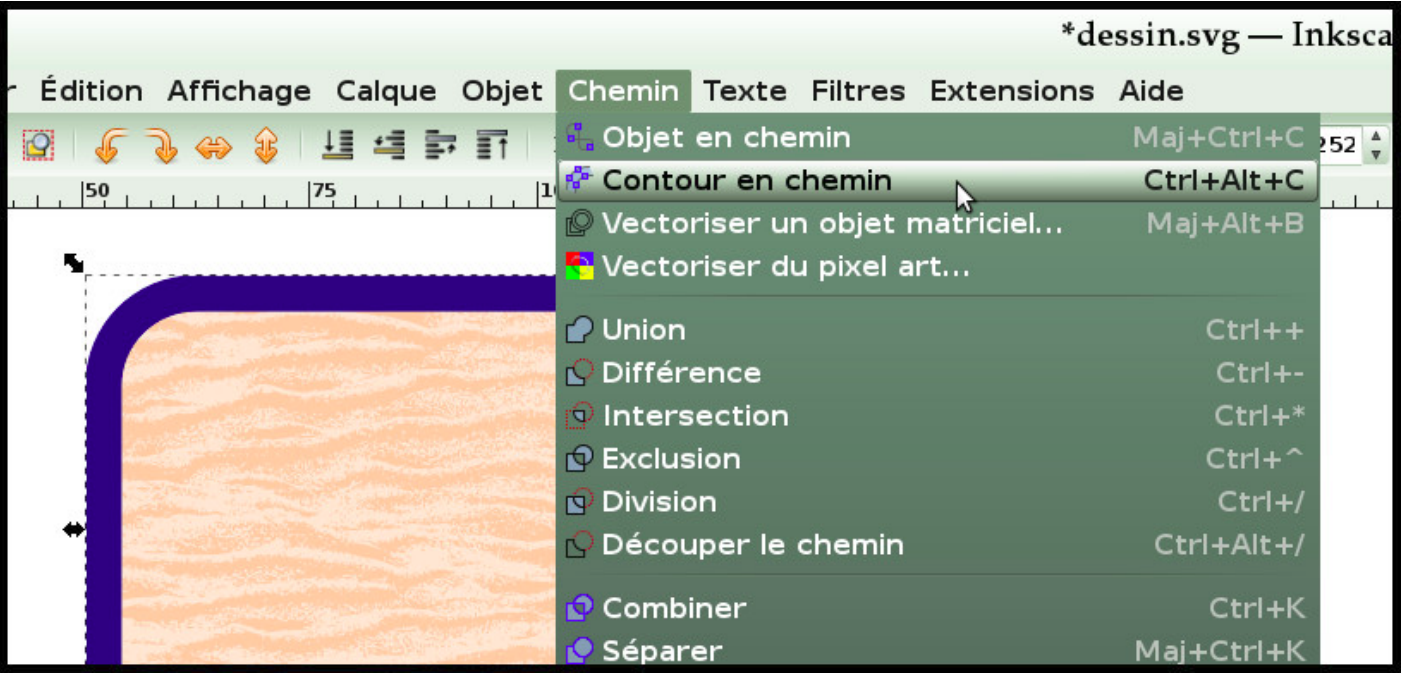 *dessin.svg — Inksca
r Édition Affichage Calque Objet Chemin Texte Filtres Extensions Aide
252
50 75 10
Objet en chemin Maj+Ctrl+C
Contour en chemin Ctrl+Alt+C
Vectoriser un objet matriciel... Maj+Alt+B
Vectoriser du pixel art...
Union Ctrl++
Différence Ctrl+-
Intersection Ctrl+*
Exclusion Ctrl+^
Division Ctrl+/
Découper le chemin Ctrl+Alt+/
Combiner Ctrl+K
Séparer Maj+Ctrl+K